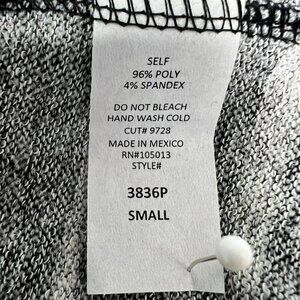 SELF
96% POLY
4% SPANDEX
DO NOT BLEACH
HAND WASH COLD
CUT# 9728
MADE IN MEXICO
RN#105013
STYLE#
3836P
SMALL